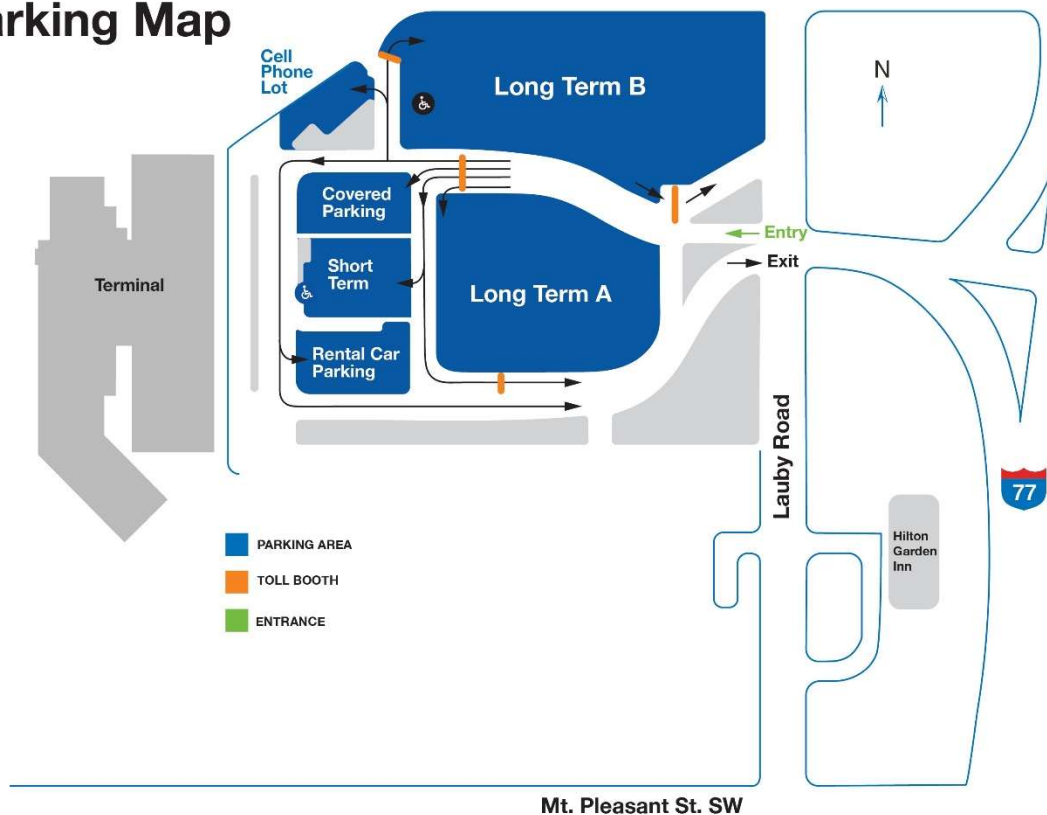 arking Map
Cell
Phone
Lot
Long Term B
N
Covered
Parking
Entry
Exit
Short
Term
Long Term A
Terminal
Rental Car
Parking
Lauby Road
77
Hilton
Garden
Inn
PARKING AREA
TOLL BOOTH
ENTRANCE
Mt. Pleasant St. SW